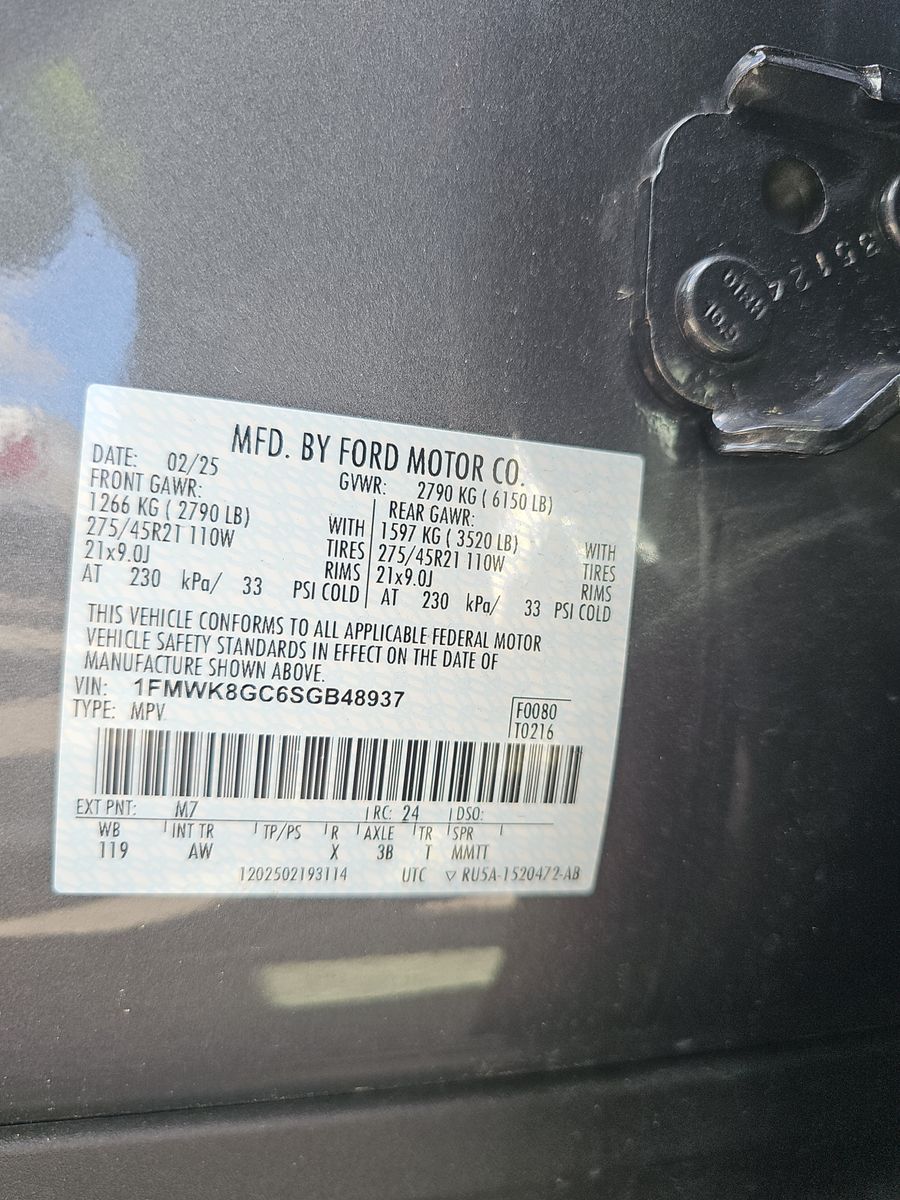 MFD. BY FORD MOTOR CO.
DATE: 02/25
GVWR: 2790 KG ( 6150 LB)
FRONT GAWR:
1266 KG ( 2790 LB) WITH
275/45R21 110W TIRES
21x9.0J RIMS
AT 230 kPa/ 33 PSI COLD
REAR GAWR:
1597 KG ( 3520 LB) WITH
275/45R21 110W TIRES
21x9.0J RIMS
AT 230 kPa/ 33 PSI COLD
THIS VEHICLE CONFORMS TO ALL APPLICABLE FEDERAL MOTOR
VEHICLE SAFETY STANDARDS IN EFFECT ON THE DATE OF
MANUFACTURE SHOWN ABOVE.
VIN: 1FMWK8GC6SGB48937
TYPE: MPV
F0080
T0216
EXT PNT: M7 RC: 24 DSO:
WB INT TR TP/PS R AXLE TR SPR
119 AW X 3B T MMTT
1202502193114 UTC ▽ RU5A-1520472-AB